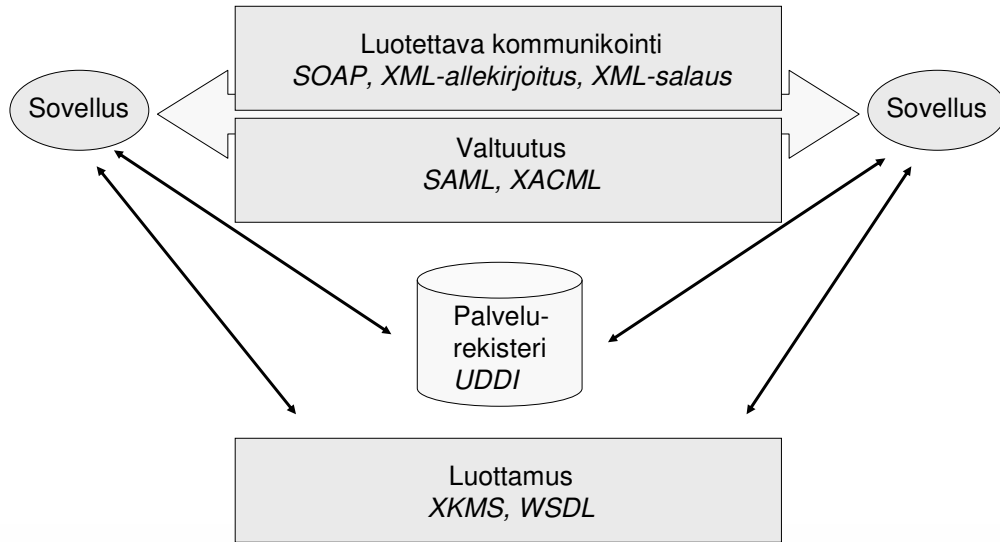 Luotettava kommunikointi
SOAP, XML-allekirjoitus, XML-salaus
Sovellus
Sovellus
Valtuutus
SAML, XACML
Palvelu-
rekisteri
UDDI
Luottamus
XKMS, WSDL